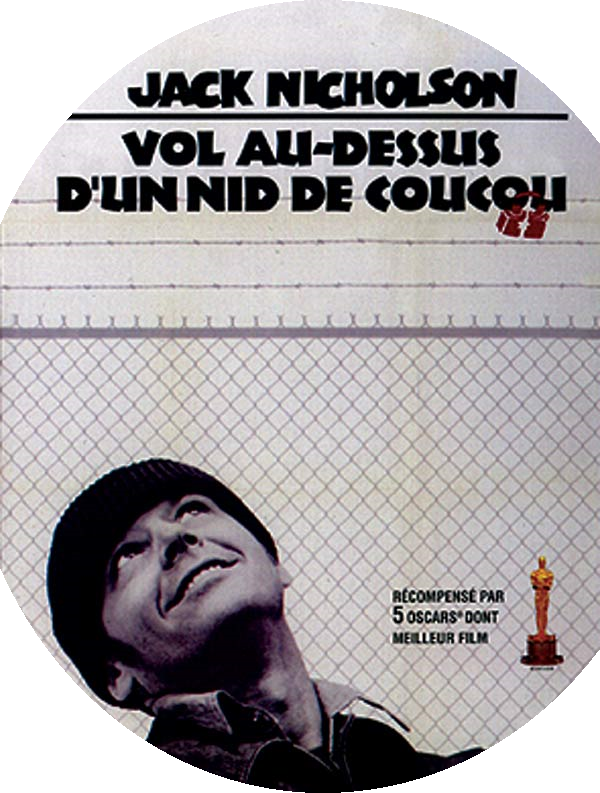 JACK NICHOLSON
VOL AU-DESSUS
D'UN NID DE COUCOU
RÉCOMPENSÉ PAR
5 OSCARS® DONT
MEILLEUR FILM